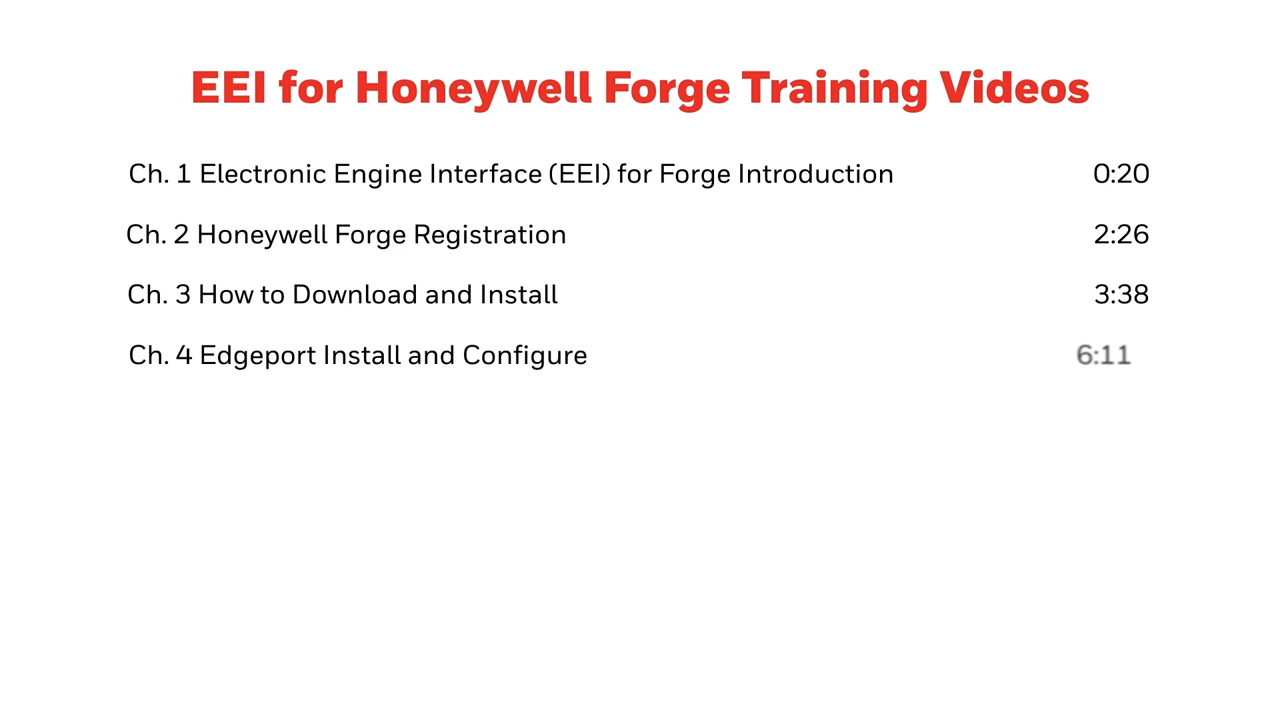 EEI for Honeywell Forge Training Videos
Ch. 1 Electronic Engine Interface (EEI) for Forge Introduction 0:20
Ch. 2 Honeywell Forge Registration 2:26
Ch. 3 How to Download and Install 3:38
Ch. 4 Edgeport Install and Configure 6:11